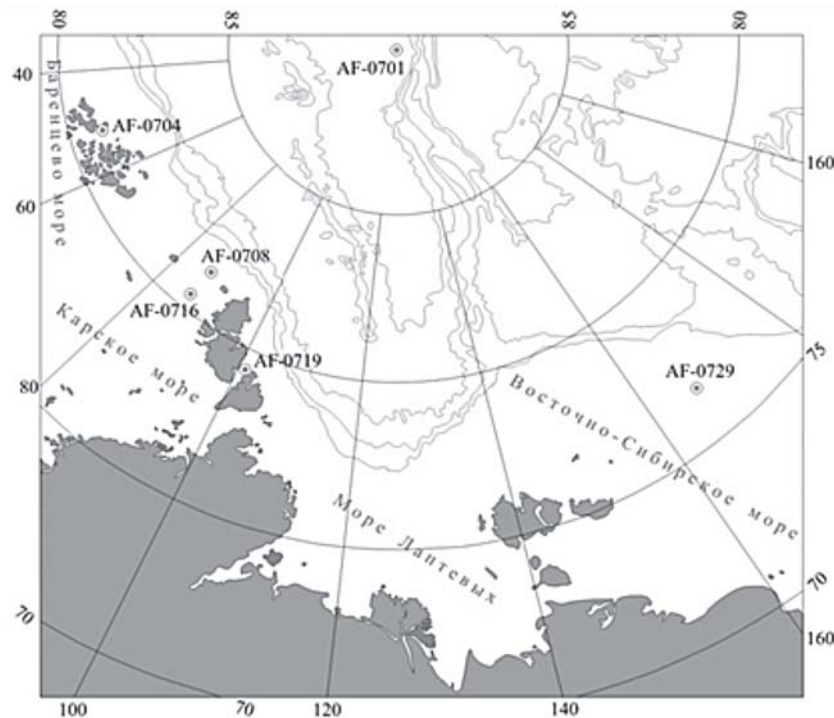 80
85
85
80
AF-0701
40
Баренцево море
AF-0704
160
60
AF-0708
AF-0716
Карское море
AF-0719
75
AF-0729
80
Восточно-Сибирское море
Море Лаптевых
70
70
160
100
70
120
140